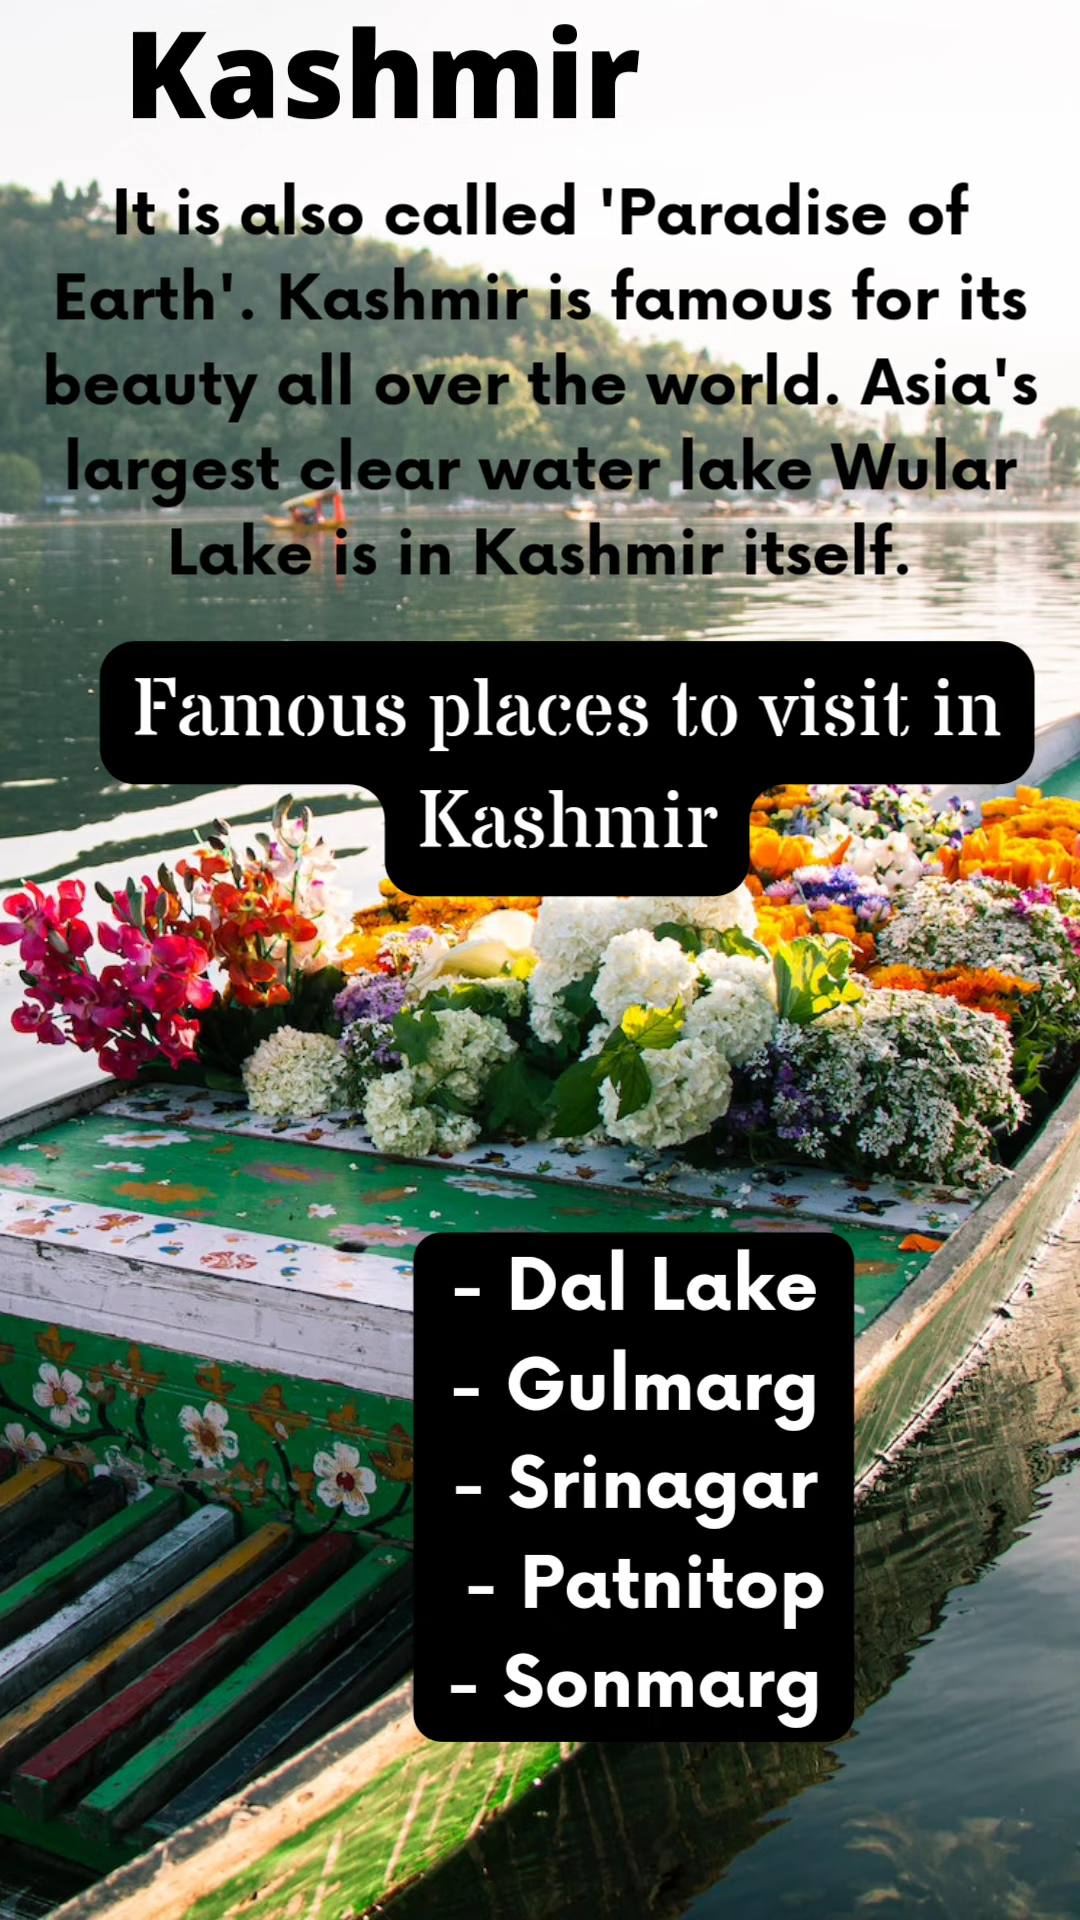 Kashmir
It is also called 'Paradise of
Earth'. Kashmir is famous for its
beauty all over the world. Asia's
largest clear water lake Wular
Lake is in Kashmir itself.
Famous places to visit in
Kashmir
- Dal Lake
- Gulmarg
- Srinagar
- Patnitop
- Sonmarg